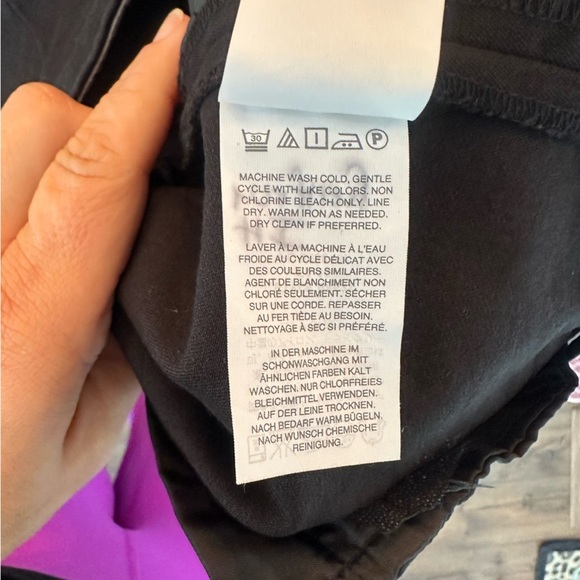 30 P
MACHINE WASH COLD, GENTLE
CYCLE WITH LIKE COLORS. NON
CHLORINE BLEACH ONLY. LINE
DRY. WARM IRON AS NEEDED.
DRY CLEAN IF PREFERRED.
LAVER À LA MACHINE À L'EAU
FROIDE AU CYCLE DÉLICAT AVEC
DES COULEURS SIMILAIRES.
AGENT DE BLANCHIMENT NON
CHLORÉ SEULEMENT. SÉCHER
SUR UNE CORDE. REPASSER
AU FER TIÈDE AU BESOIN.
NETTOYAGE À SEC SI PRÉFÉRÉ.
IN DER MASCHINE IM
SCHONWASCHGANG MIT
ÄHNLICHEN FARBEN KALT
WASCHEN. NUR CHLORFREIES
BLEICHMITTEL VERWENDEN.
AUF DER LEINE TROCKNEN.
NACH BEDARF WARM BÜGELN.
NACH WUNSCH CHEMISCHE
REINIGUNG.